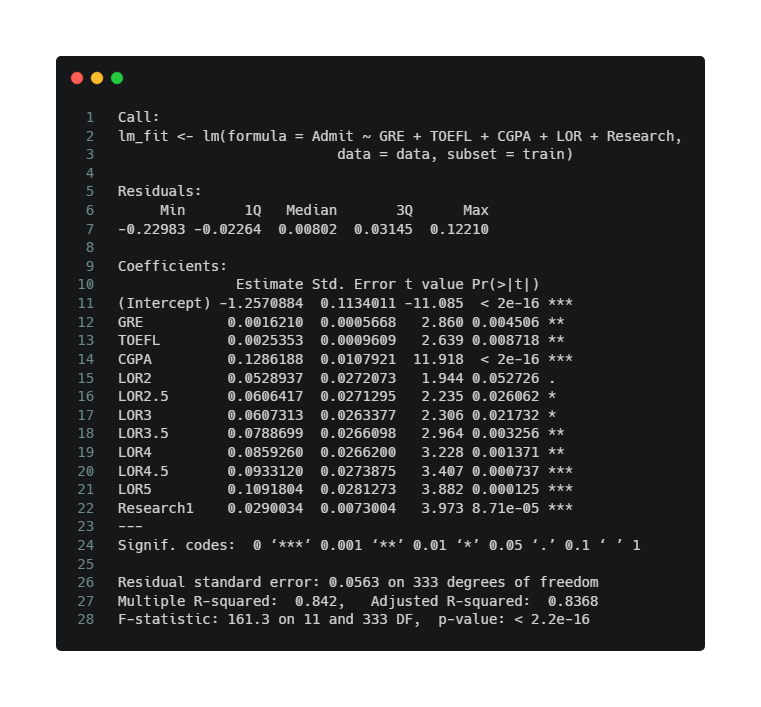 1 Call:
2 lm_fit <- lm(formula = Admit ~ GRE + TOEFL + CGPA + LOR + Research,
3                           data = data, subset = train)
4
5 Residuals:
6      Min       1Q   Median       3Q      Max
7 -0.22983 -0.02264  0.00802  0.03145  0.12210
8
9 Coefficients:
10               Estimate Std. Error t value Pr(>|t|)
11 (Intercept) -1.2570884  0.1134011 -11.085  < 2e-16 ***
12 GRE          0.0016210  0.0005668   2.860 0.004506 **
13 TOEFL        0.0025353  0.0009609   2.639 0.008718 **
14 CGPA         0.1286188  0.0107921  11.918  < 2e-16 ***
15 LOR2         0.0528937  0.0272073   1.944 0.052726 .
16 LOR2.5       0.0606417  0.0271295   2.235 0.026062 *
17 LOR3         0.0607313  0.0263377   2.306 0.021732 *
18 LOR3.5       0.0788699  0.0266098   2.964 0.003256 **
19 LOR4         0.0859260  0.0266200   3.228 0.001371 **
20 LOR4.5       0.0933120  0.0273875   3.407 0.000737 ***
21 LOR5         0.1091804  0.0281273   3.882 0.000125 ***
22 Research1    0.0290034  0.0073004   3.973 8.71e-05 ***
23 ---
24 Signif. codes:  0 ‘***’ 0.001 ‘**’ 0.01 ‘*’ 0.05 ‘.’ 0.1 ‘ ’ 1
25
26 Residual standard error: 0.0563 on 333 degrees of freedom
27 Multiple R-squared:  0.842,   Adjusted R-squared:  0.8368
28 F-statistic: 161.3 on 11 and 333 DF,  p-value: < 2.2e-16